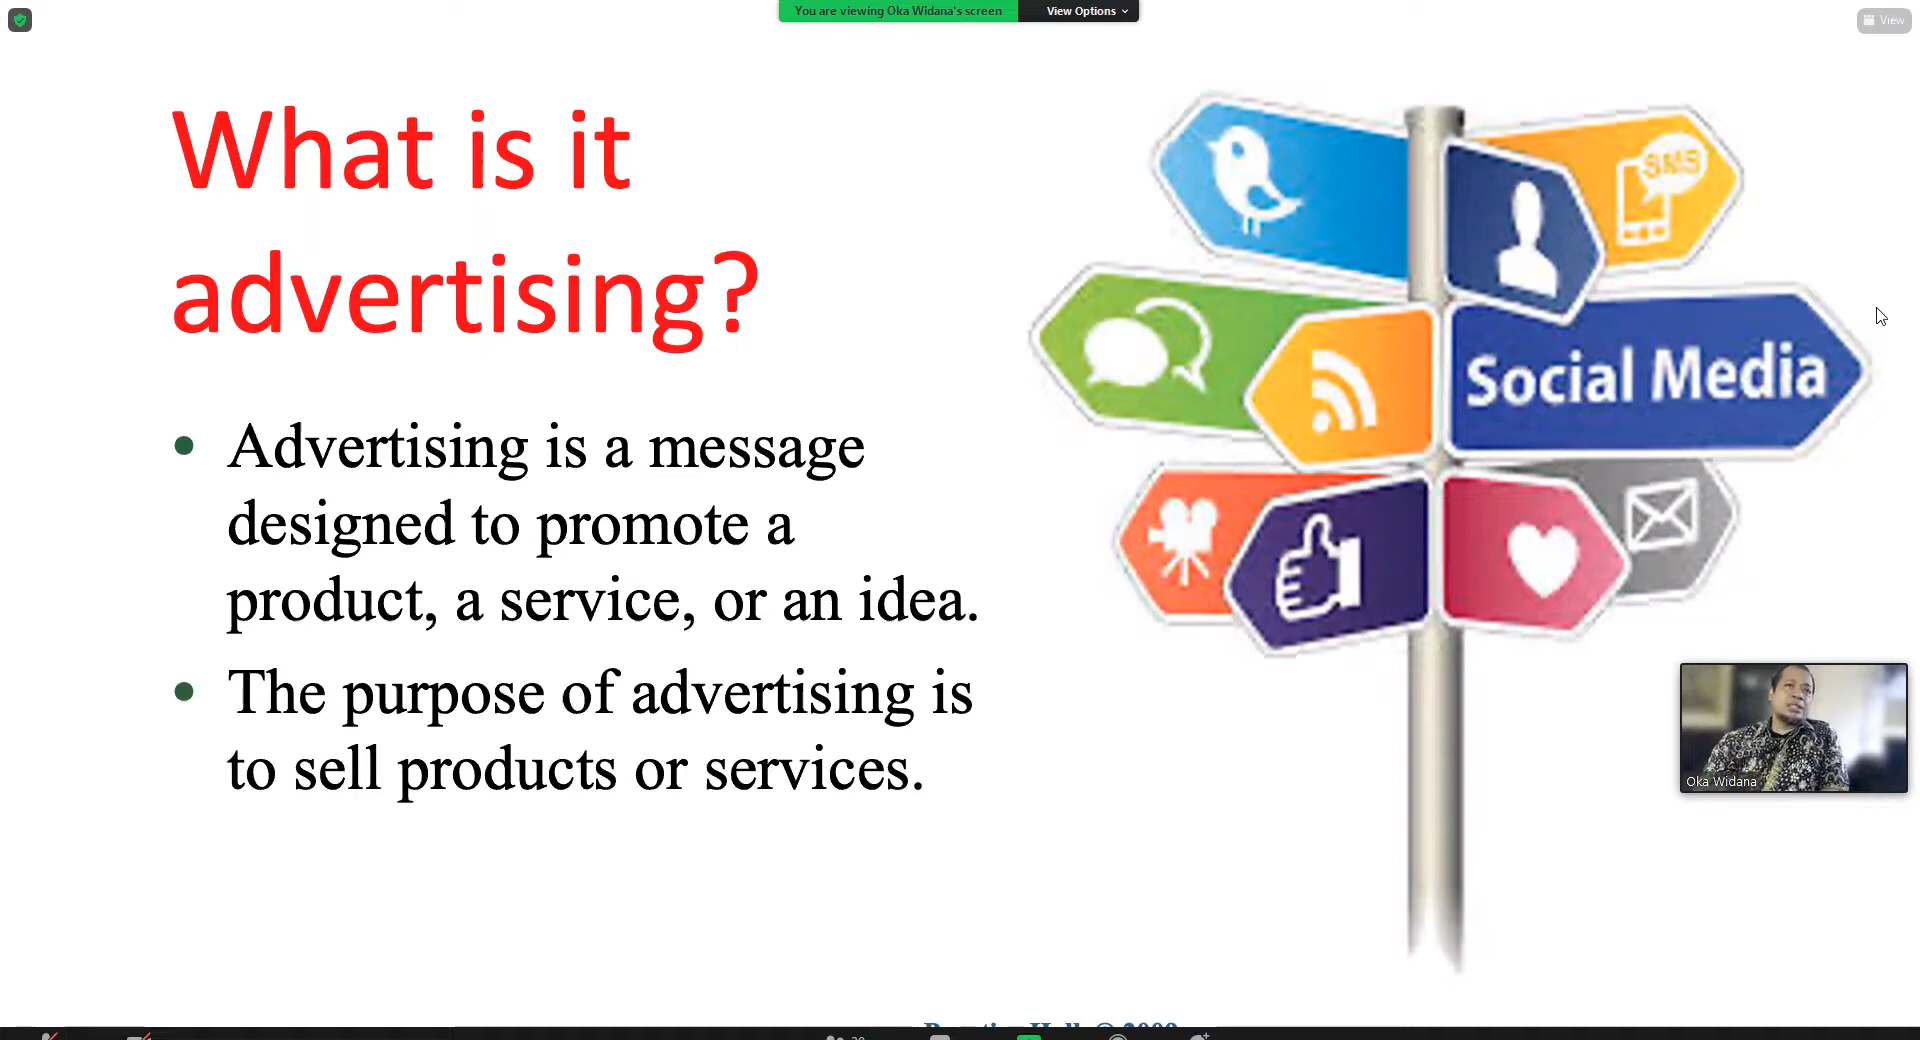 You are viewing Oka Widana's screen
View Options
View
What is it
advertising?
SMS
Social Media
• Advertising is a message
designed to promote a
product, a service, or an idea.
• The purpose of advertising is
to sell products or services.
Oka Widana